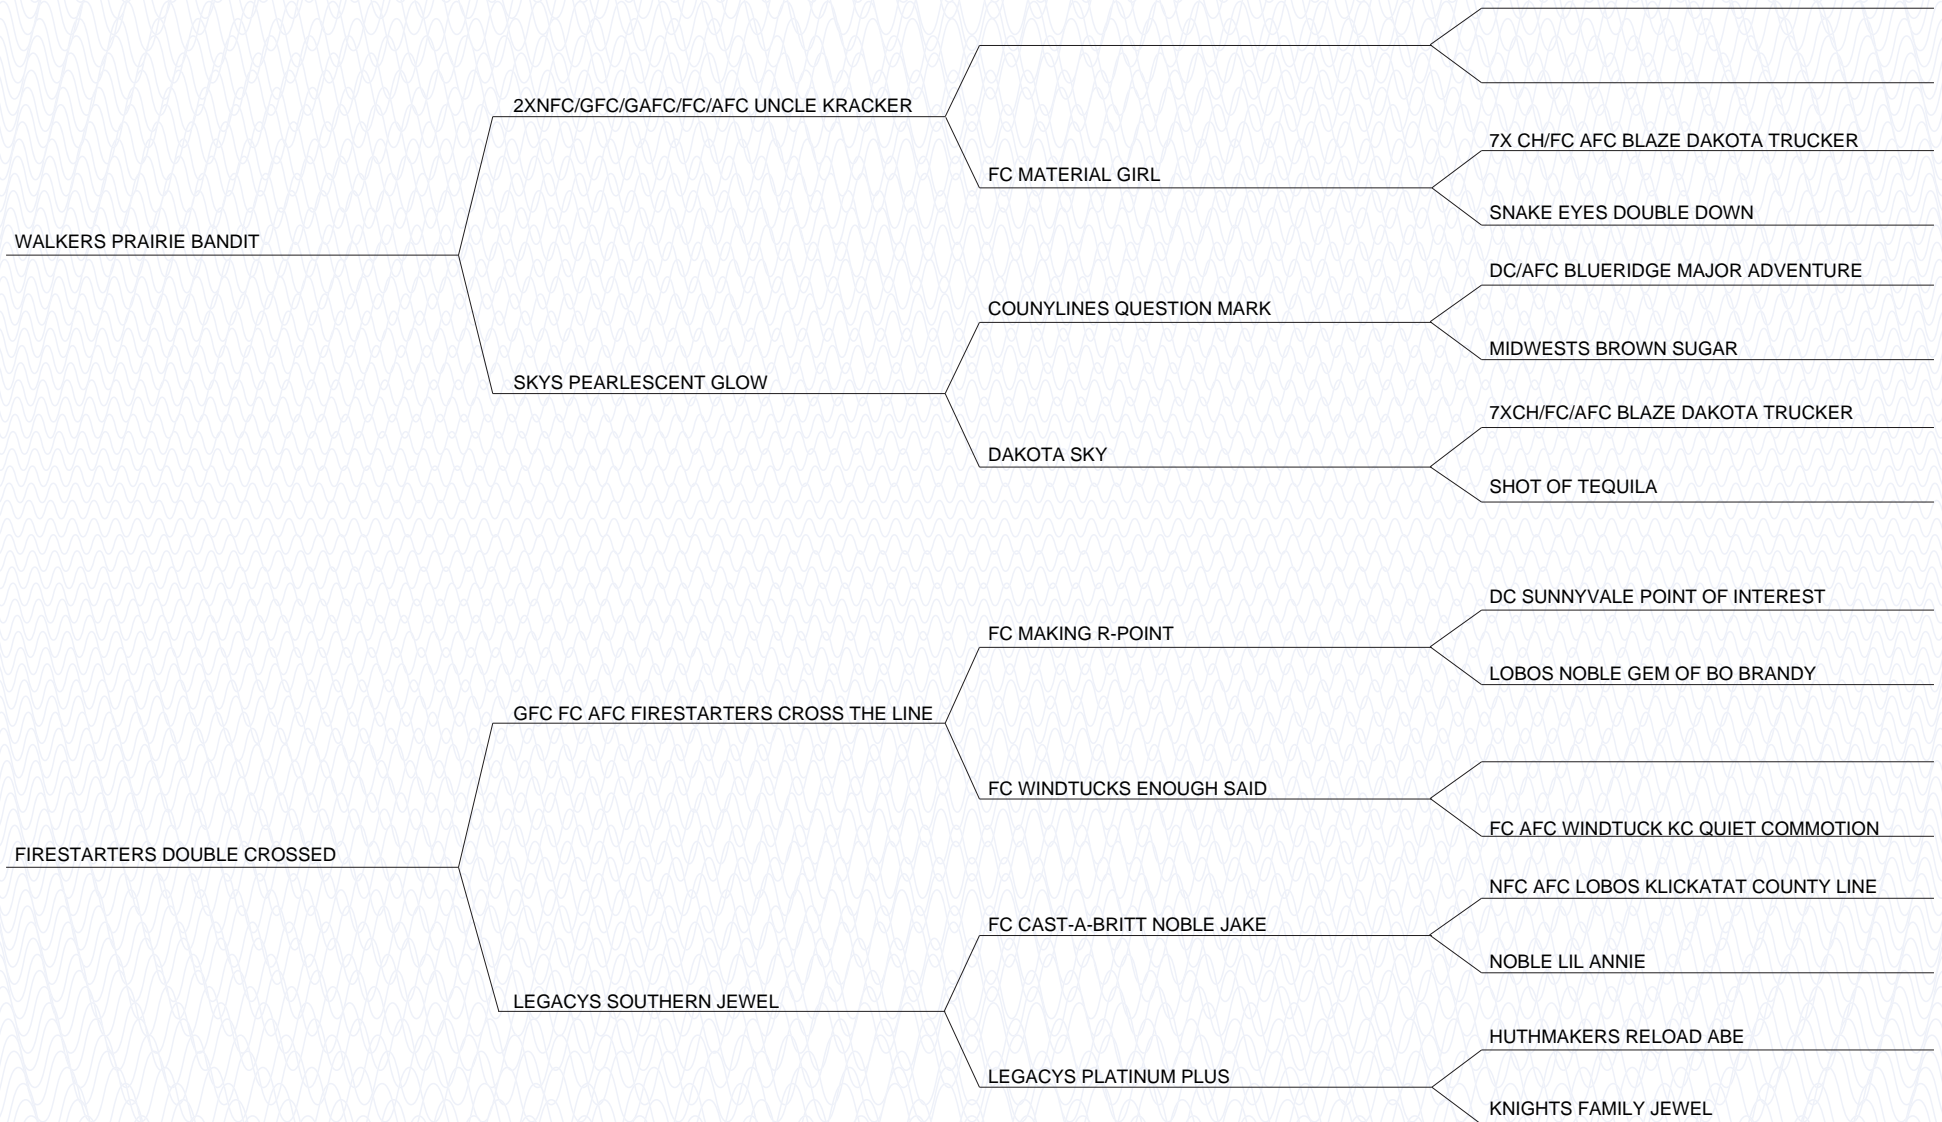 2XNFC/GFC/GAFC/FC/AFC UNCLE KRACKER
7X CH/FC AFC BLAZE DAKOTA TRUCKER
FC MATERIAL GIRL
SNAKE EYES DOUBLE DOWN
WALKERS PRAIRIE BANDIT
DC/AFC BLUERIDGE MAJOR ADVENTURE
COUNYLINES QUESTION MARK
MIDWESTS BROWN SUGAR
SKYS PEARLESCENT GLOW
7XCH/FC/AFC BLAZE DAKOTA TRUCKER
DAKOTA SKY
SHOT OF TEQUILA
DC SUNNYVALE POINT OF INTEREST
FC MAKING R-POINT
LOBOS NOBLE GEM OF BO BRANDY
GFC FC AFC FIRESTARTERS CROSS THE LINE
FC WINDTUCKS ENOUGH SAID
FC AFC WINDTUCK KC QUIET COMMOTION
FIRESTARTERS DOUBLE CROSSED
NFC AFC LOBOS KLICKATAT COUNTY LINE
FC CAST-A-BRITT NOBLE JAKE
NOBLE LIL ANNIE
LEGACYS SOUTHERN JEWEL
HUTHMAKERS RELOAD ABE
LEGACYS PLATINUM PLUS
KNIGHTS FAMILY JEWEL